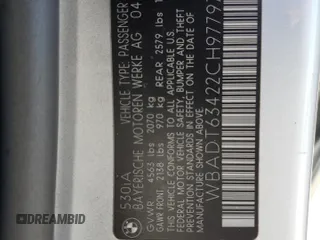 530iA VEHICLE TYPE: PASSENGER
BAYERISCHE MOTOREN WERKE AG 04
GVWR 4563 lbs 2070 kg
GAWR FRONT 2138 lbs 970 kg REAR 2579 lbs 1
THIS VEHICLE CONFORMS TO ALL APPLICABLE
FEDERAL MOTOR VEHICLE SAFETY, BUMPER AND THEFT
PREVENTION STANDARDS IN EFFECT ON THE DATE OF
MANUFACTURE SHOWN ABOVE
WBADT63422CH9779
BIDCARS